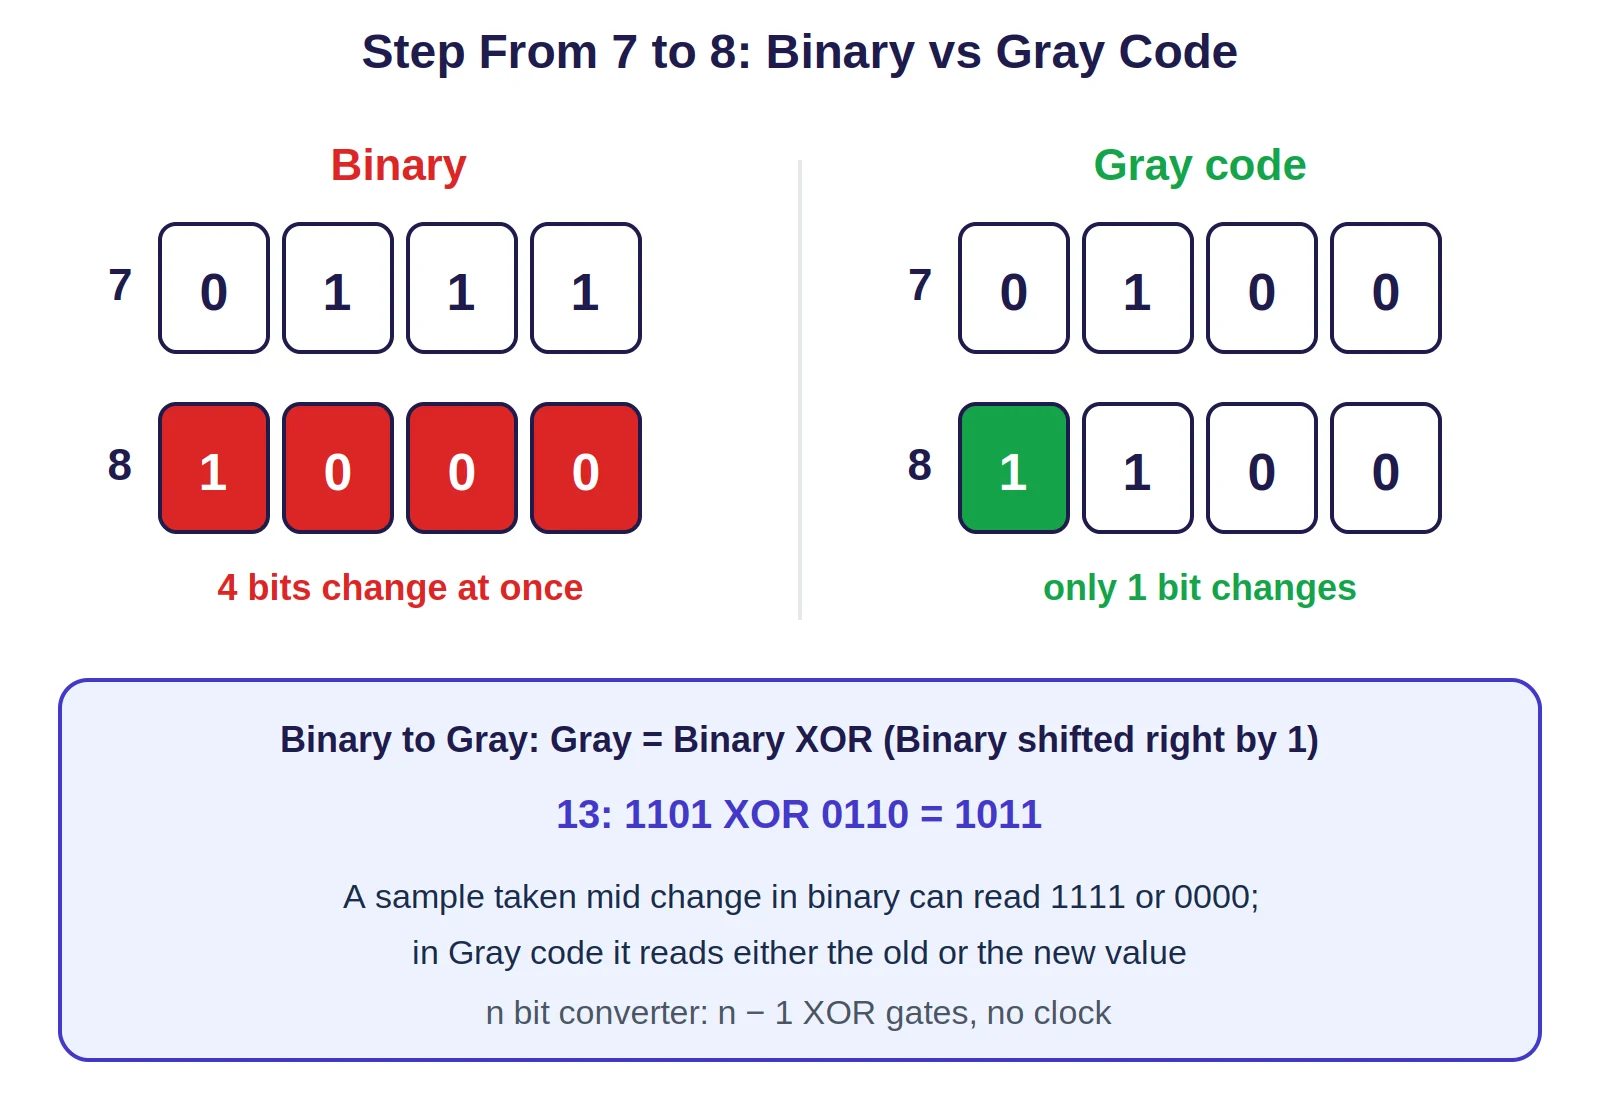 Step From 7 to 8: Binary vs Gray Code
Binary
7 0 1 1 1
8 1 0 0 0
4 bits change at once
Gray code
7 0 1 0 0
8 1 1 0 0
only 1 bit changes
Binary to Gray: Gray = Binary XOR (Binary shifted right by 1)
13: 1101 XOR 0110 = 1011
A sample taken mid change in binary can read 1111 or 0000;
in Gray code it reads either the old or the new value
n bit converter: n − 1 XOR gates, no clock